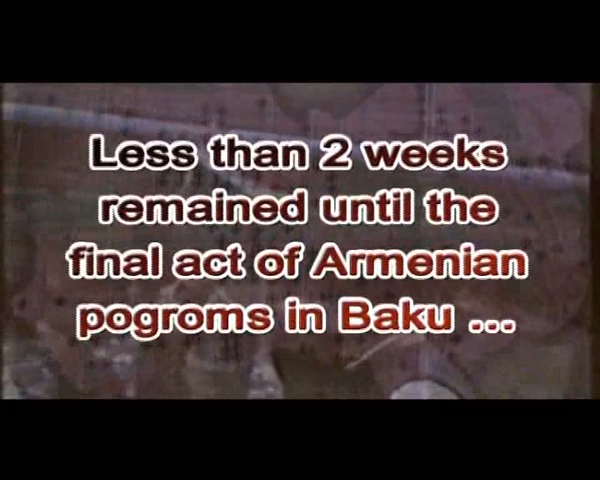 Less than 2 weeks
remained until the
final act of Armenian
pogroms in Baku ...